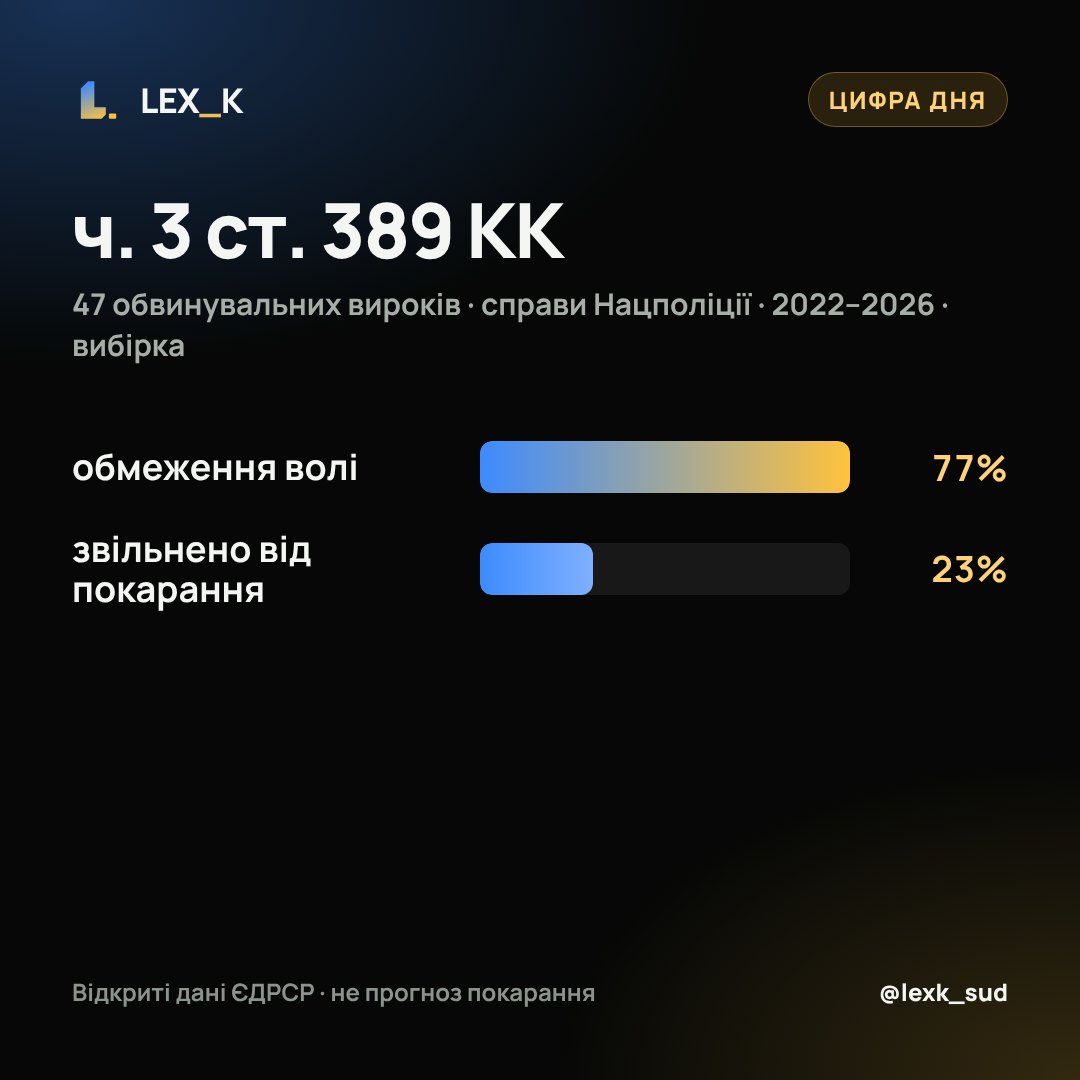 LEX_K
ЦИФРА ДНЯ
ч. 3 ст. 389 КК
47 обвинувальних вироків · справи Нацполіції · 2022–2026 ·
вибірка
обмеження волі
77%
звільнено від
покарання
23%
Відкриті дані ЄДРСР · не прогноз покарання
@lexk_sud